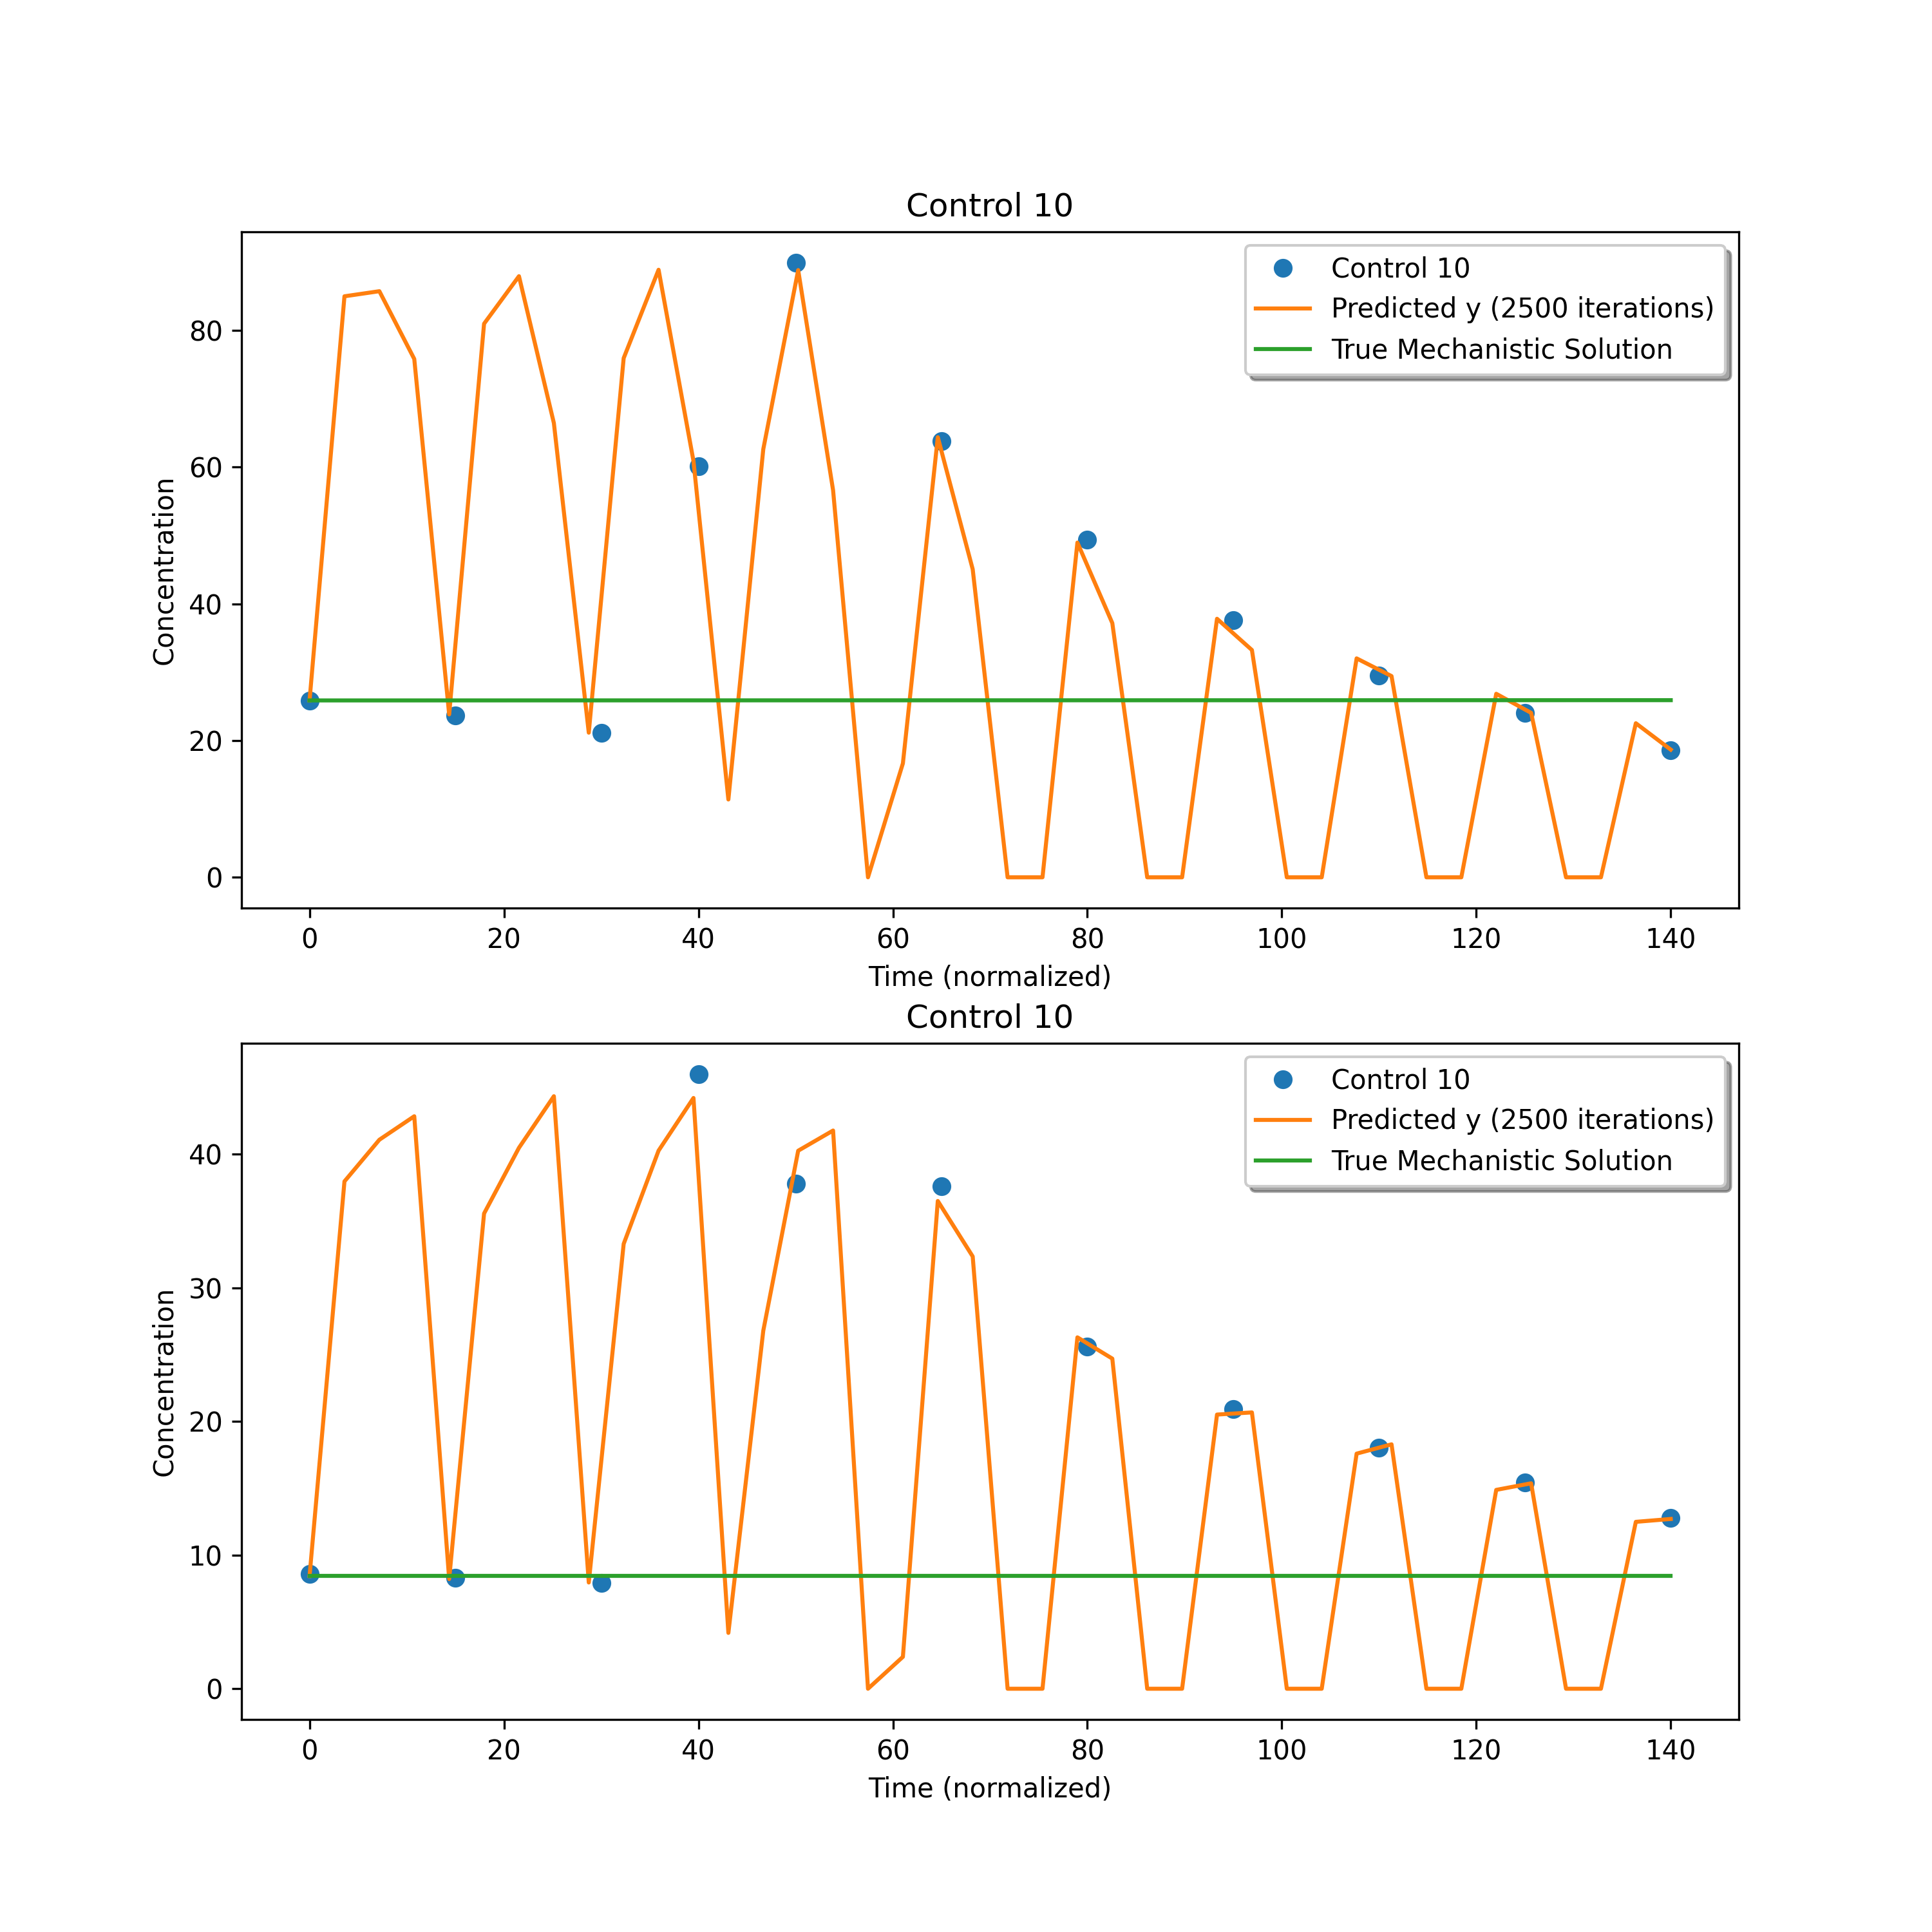 Control 10
Control 10
Predicted y (2500 iterations)
True Mechanistic Solution
Concentration
80
60
40
20
0
0 20 40 60 80 100 120 140
Time (normalized)
Control 10
Control 10
Predicted y (2500 iterations)
True Mechanistic Solution
Concentration
40
30
20
10
0
0 20 40 60 80 100 120 140
Time (normalized)